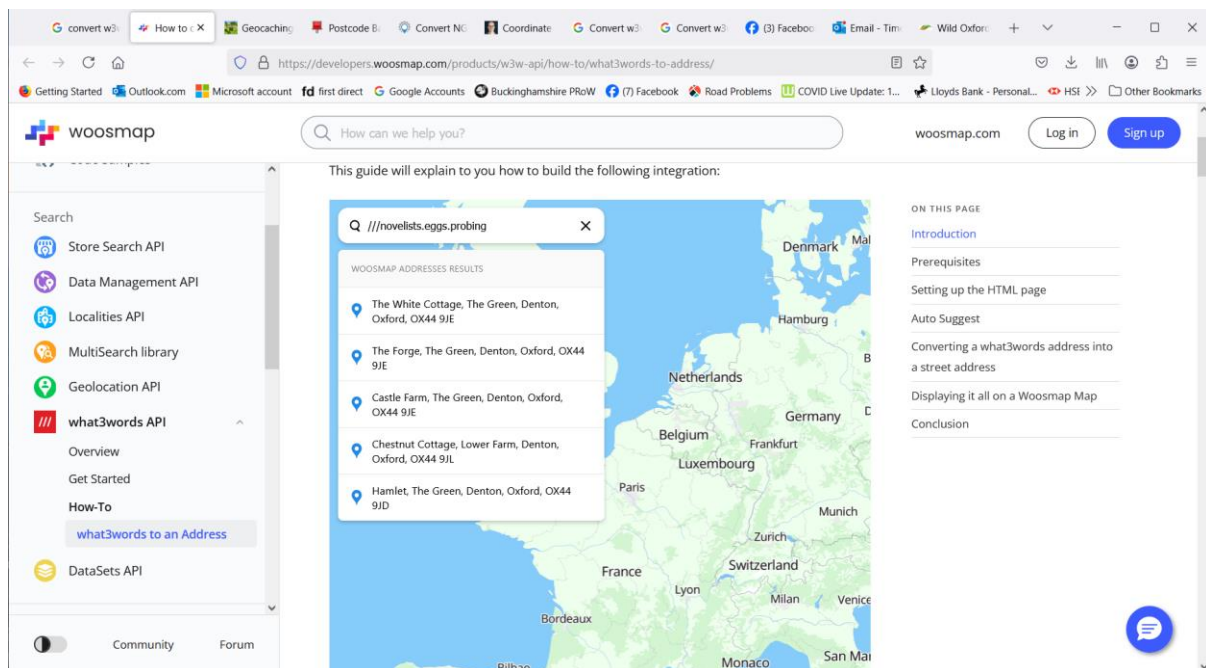 convert w3
How to c
Geocaching
Postcode B
Convert NG
Coordinate
Convert w3
Convert w3
(3) Faceboo
Email - Tim
Wild Oxfor
https://developers.woosmap.com/products/w3w-api/how-to/what3words-to-address/
Getting Started
Outlook.com
Microsoft account
fd first direct
Google Accounts
Buckinghamshire PRoW
(7) Facebook
Road Problems
COVID Live Update: 1...
Lloyds Bank - Personal...
HSE
Other Bookmarks
woosmap
How can we help you?
woosmap.com
Log in
Sign up
This guide will explain to you how to build the following integration:
Search
Store Search API
Data Management API
Localities API
MultiSearch library
Geolocation API
/// what3words API
Overview
Get Started
How-To
what3words to an Address
DataSets API
Community
Forum
///novelists.eggs.probing
WOOSMAP ADDRESSES RESULTS
The White Cottage, The Green, Denton,
Oxford, OX44 9JE
The Forge, The Green, Denton, Oxford, OX44
9JE
Castle Farm, The Green, Denton, Oxford,
OX44 9JE
Chestnut Cottage, Lower Farm, Denton,
Oxford, OX44 9JL
Hamlet, The Green, Denton, Oxford, OX44
9JD
Denmark
Mal
Hamburg
Netherlands
Germany
Belgium
Frankfurt
Luxembourg
Paris
Munich
Zurich
Switzerland
France
Lyon
Milan
Venice
Bordeaux
Bilbao
Monaco
San Mar
ON THIS PAGE
Introduction
Prerequisites
Setting up the HTML page
Auto Suggest
Converting a what3words address into
a street address
Displaying it all on a Woosmap Map
Conclusion